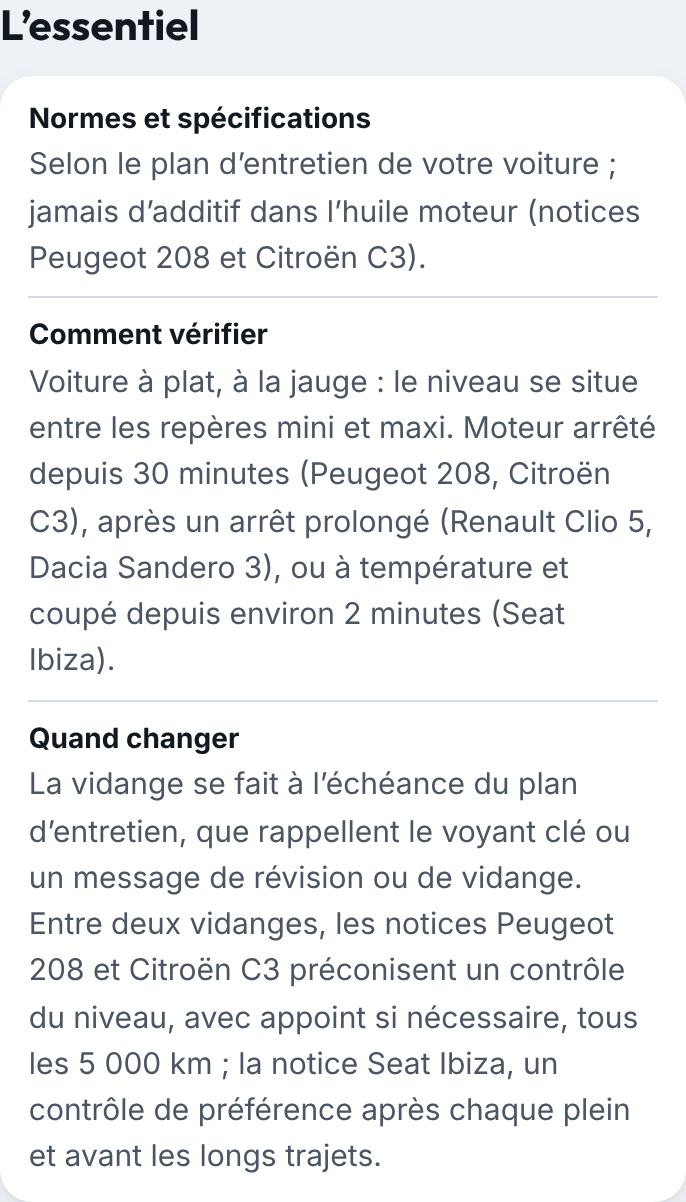 L’essentiel
Normes et spécifications
Selon le plan d’entretien de votre voiture ;
jamais d’additif dans l’huile moteur (notices
Peugeot 208 et Citroën C3).
Comment vérifier
Voiture à plat, à la jauge : le niveau se situe
entre les repères mini et maxi. Moteur arrêté
depuis 30 minutes (Peugeot 208, Citroën
C3), après un arrêt prolongé (Renault Clio 5,
Dacia Sandero 3), ou à température et
coupé depuis environ 2 minutes (Seat
Ibiza).
Quand changer
La vidange se fait à l’échéance du plan
d’entretien, que rappellent le voyant clé ou
un message de révision ou de vidange.
Entre deux vidanges, les notices Peugeot
208 et Citroën C3 préconisent un contrôle
du niveau, avec appoint si nécessaire, tous
les 5 000 km ; la notice Seat Ibiza, un
contrôle de préférence après chaque plein
et avant les longs trajets.